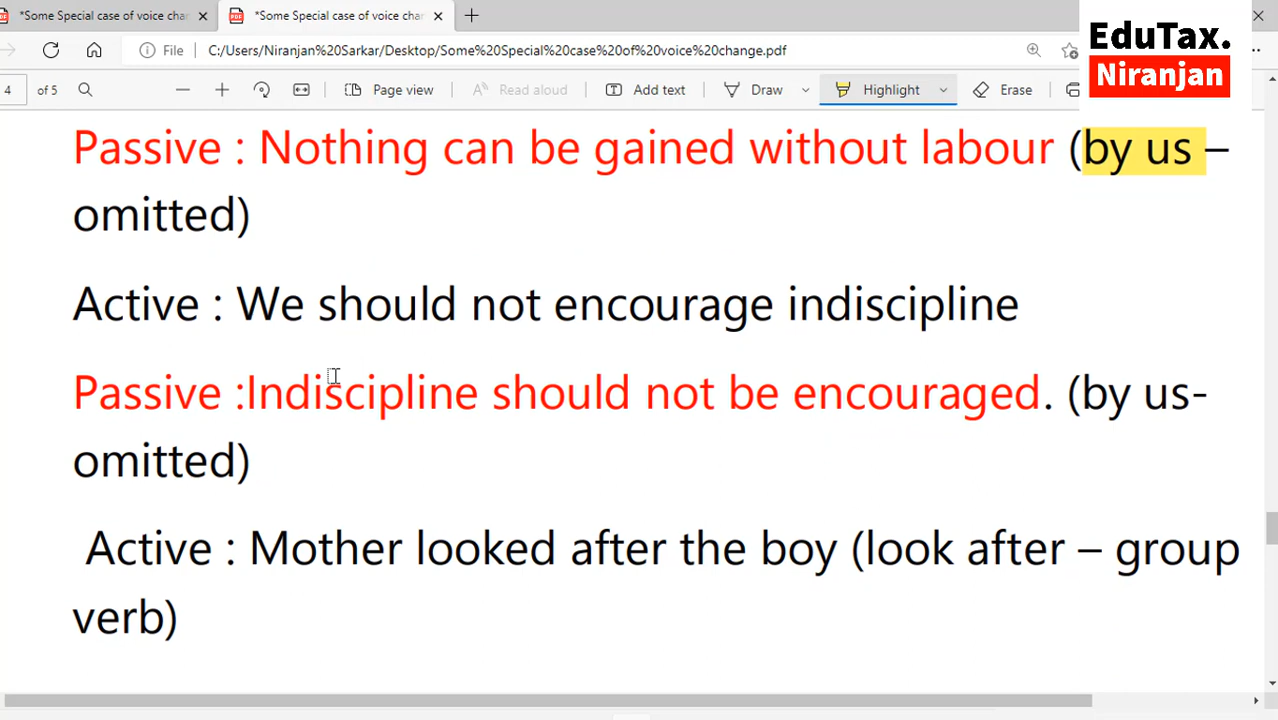 *Some Special case of voice char
*Some Special case of voice char
File
C:/Users/Niranjan%20Sarkar/Desktop/Some%20Special%20case%20of%20voice%20change.pdf
EduTax.
Niranjan
4 of 5
Page view
Read aloud
Add text
Draw
Highlight
Erase
Passive : Nothing can be gained without labour (by us –
omitted)
Active : We should not encourage indiscipline
Passive :Indiscipline should not be encouraged. (by us-
omitted)
Active : Mother looked after the boy (look after – group
verb)